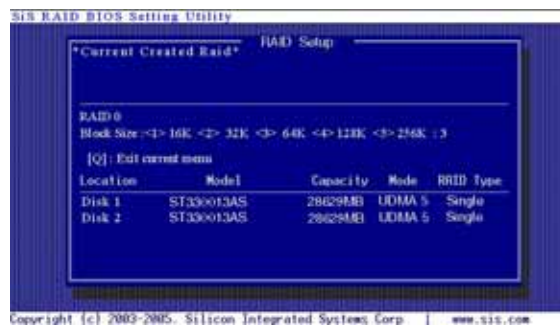 SiS RAID BIOS Setting Utility
RAID Setup
*Current Created Raid*
RAID 0
Block Size :<1> 16K <2> 32K <3> 64K <4> 128K <5> 256K : 3
[Q] : Exit current menu
Location Model Capacity Mode RAID Type
Disk 1 ST330013AS 28629MB UDMA 5 Single
Disk 2 ST330013AS 28629MB UDMA 5 Single
Copyright (c) 2003-2005. Silicon Integrated Systems Corp | www.sis.com